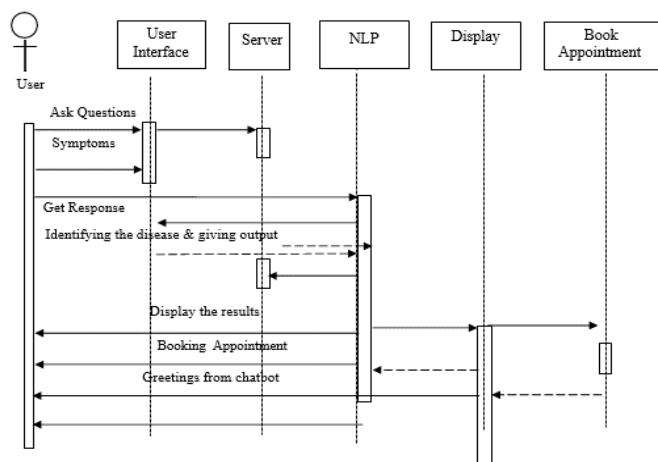 User
Interface
Server
NLP
Display
Book
Appointment
User
Ask Questions
Symptoms
Get Response
Identifying the disease & giving output
Display the results
Booking Appointment
Greetings from chatbot